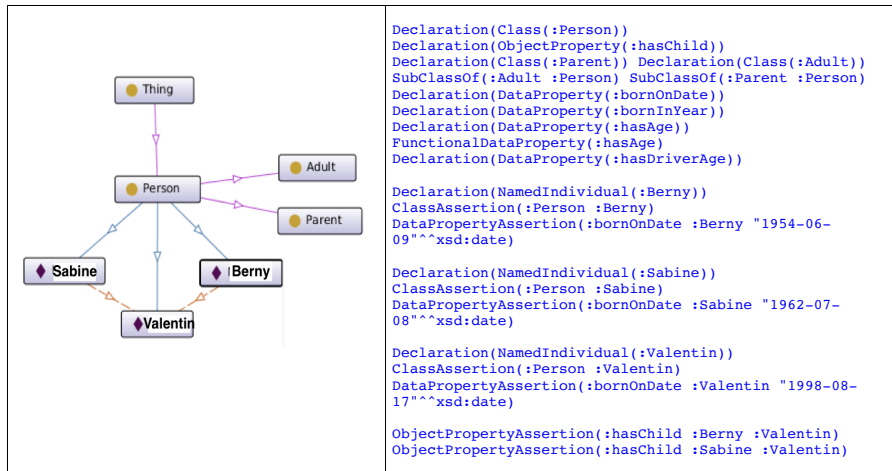 Thing
Adult
Person
Parent
Sabine
Berny
Valentin
Declaration(Class(:Person))
Declaration(ObjectProperty(:hasChild))
Declaration(Class(:Parent)) Declaration(Class(:Adult))
SubClassOf(:Adult :Person) SubClassOf(:Parent :Person)
Declaration(DataProperty(:bornOnDate))
Declaration(DataProperty(:bornInYear))
Declaration(DataProperty(:hasAge))
FunctionalDataProperty(:hasAge)
Declaration(DataProperty(:hasDriverAge))
Declaration(NamedIndividual(:Berny))
ClassAssertion(:Person :Berny)
DataPropertyAssertion(:bornOnDate :Berny "1954-06-
09"^^xsd:date)
Declaration(NamedIndividual(:Sabine))
ClassAssertion(:Person :Sabine)
DataPropertyAssertion(:bornOnDate :Sabine "1962-07-
08"^^xsd:date)
Declaration(NamedIndividual(:Valentin))
ClassAssertion(:Person :Valentin)
DataPropertyAssertion(:bornOnDate :Valentin "1998-08-
17"^^xsd:date)
ObjectPropertyAssertion(:hasChild :Berny :Valentin)
ObjectPropertyAssertion(:hasChild :Sabine :Valentin)